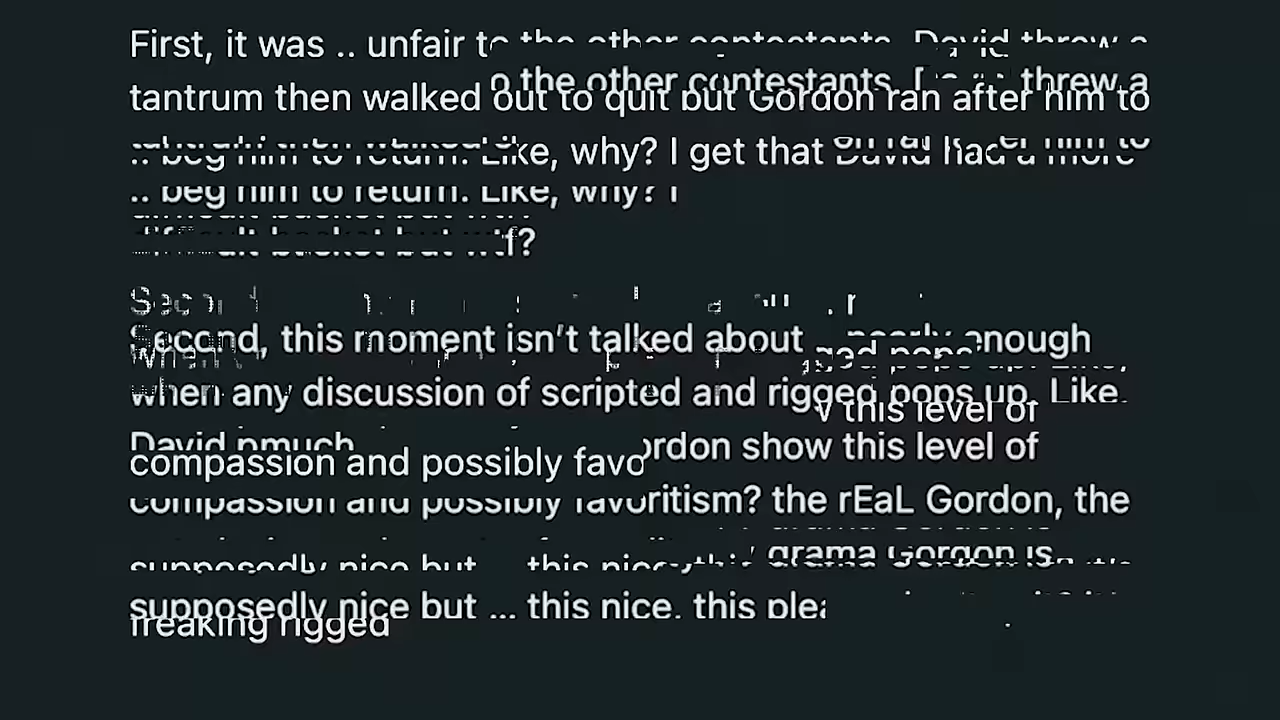 First, it was .. unfair to the other contestants. David threw a
tantrum then walked out to quit but Gordon ran after him to
.. beg him to return. Like, why? I get that David had a more
difficult basket but wtf?
Second, this moment isn't talked about nearly enough
when any discussion of scripted and rigged pops up. Like,
David pmuch Gordon show this level of
compassion and possibly favoritism? the rEaL Gordon, the
supposedly nice but ... this nice. this
freaking rigged